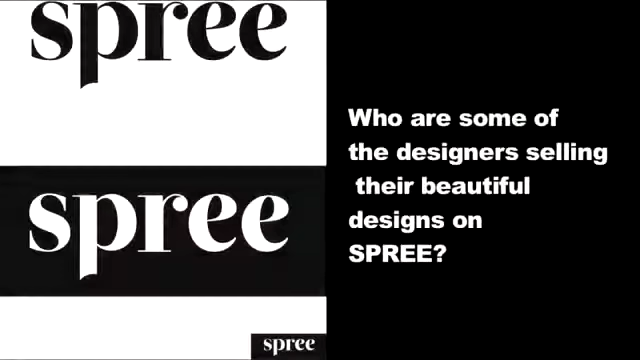 spree
spree
spree
Who are some of
the designers selling
their beautiful
designs on
SPREE?